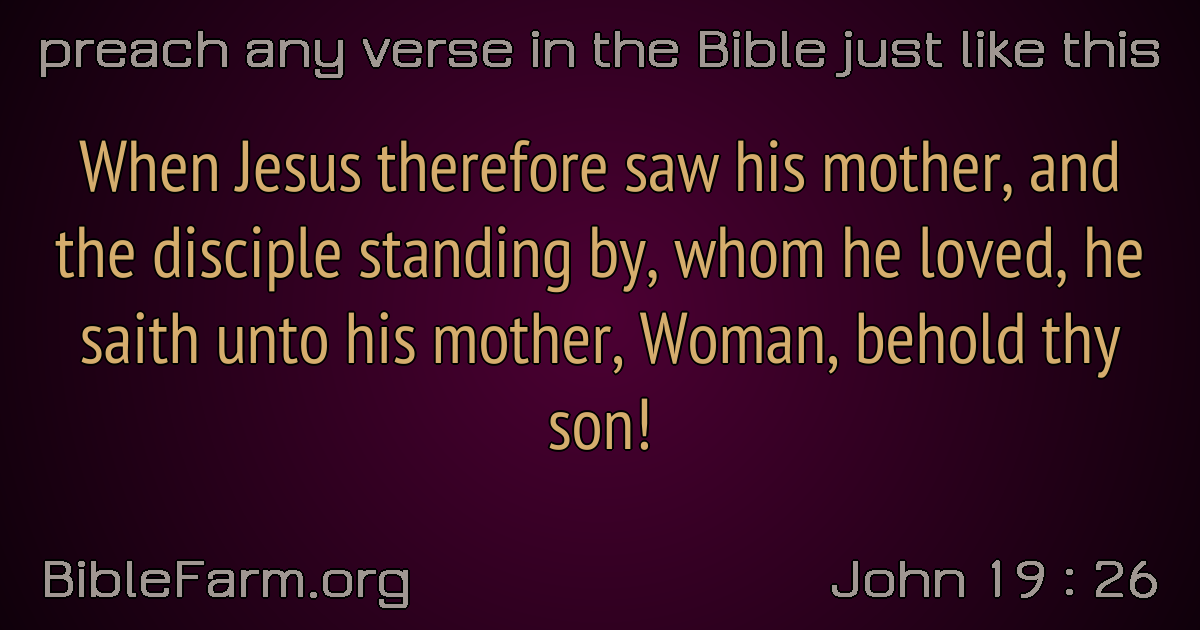 preach any verse in the Bible just like this
When Jesus therefore saw his mother, and
the disciple standing by, whom he loved, he
saith unto his mother, Woman, behold thy
son!
BibleFarm.org
John 19 : 26